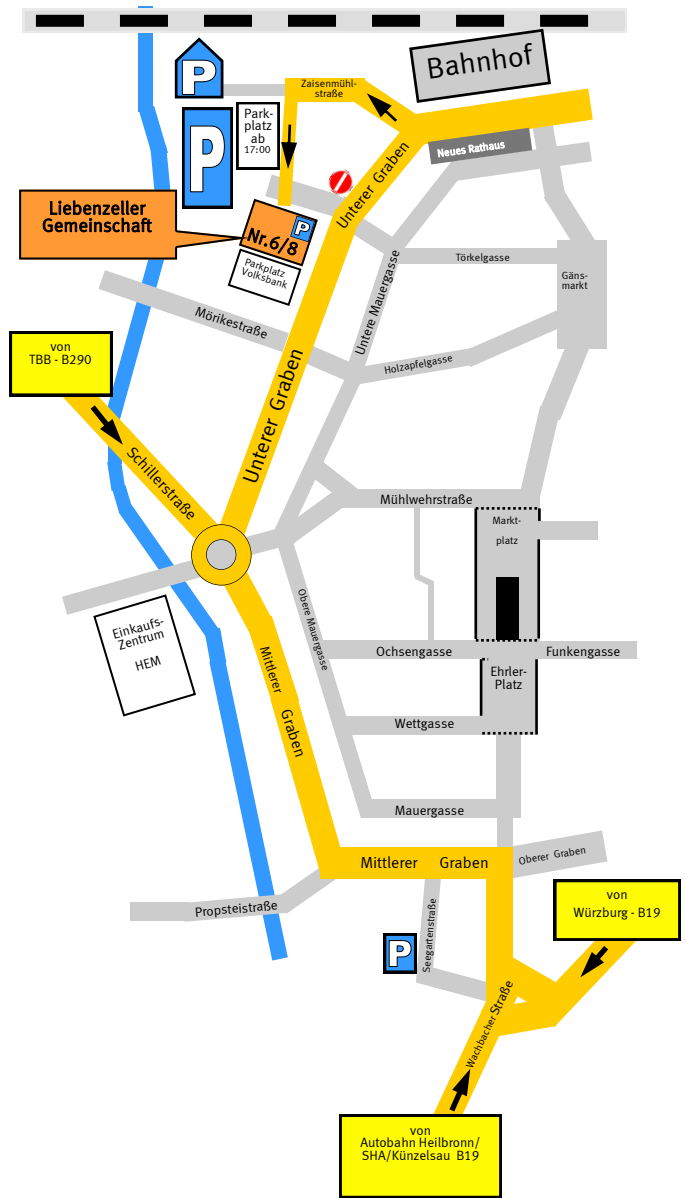 Bahnhof
Zaisenmühl-
straße
P
P
Park-
platz
ab
17:00
Neues Rathaus
Unterer Graben
Liebenzeller
Gemeinschaft
P
Nr.6/8
Parkplatz
Volksbank
Törkelgasse
Gäns-
markt
Untere Mauergasse
Mörikestraße
von
TBB - B290
Holzapfelgasse
Unterer Graben
Schillerstraße
Mühlwehrstraße
Markt-
platz
Einkaufs-
Zentrum
HEM
Obere Mauergasse
Mittlerer Graben
Ochsengasse
Funkengasse
Ehrler-
Platz
Wettgasse
Mauergasse
Mittlerer Graben
Oberer Graben
von
Würzburg - B19
Propsteistraße
Seegartenstraße
P
Wachbacher Straße
von
Autobahn Heilbronn/
SHA/Künzelsau B19